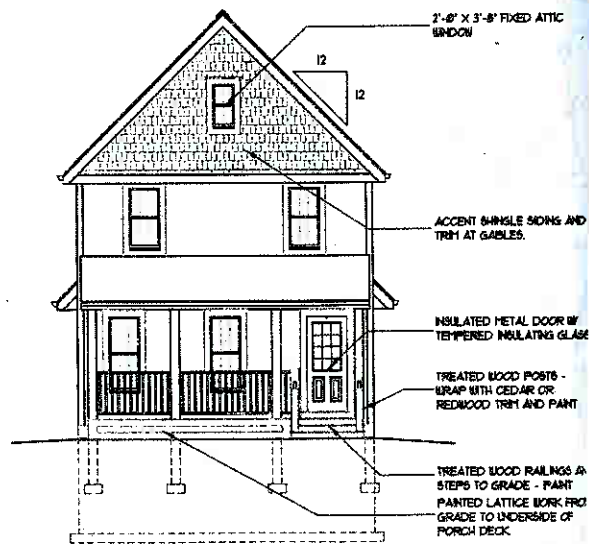 2'-0" X 3'-8" FIXED ATTIC
WINDOW
12
12
ACCENT SHINGLE SIDING AND
TRIM AT GABLES.
INSULATED METAL DOOR W/
TEMPERED INSULATING GLASS
TREATED WOOD POSTS -
WRAP WITH CEDAR OR
REDWOOD TRIM AND PAINT
TREATED WOOD RAILINGS
STEPS TO GRADE - PAINT
PAINTED LATTICE WORK
GRADE TO UNDERSIDE OF
PORCH DECK